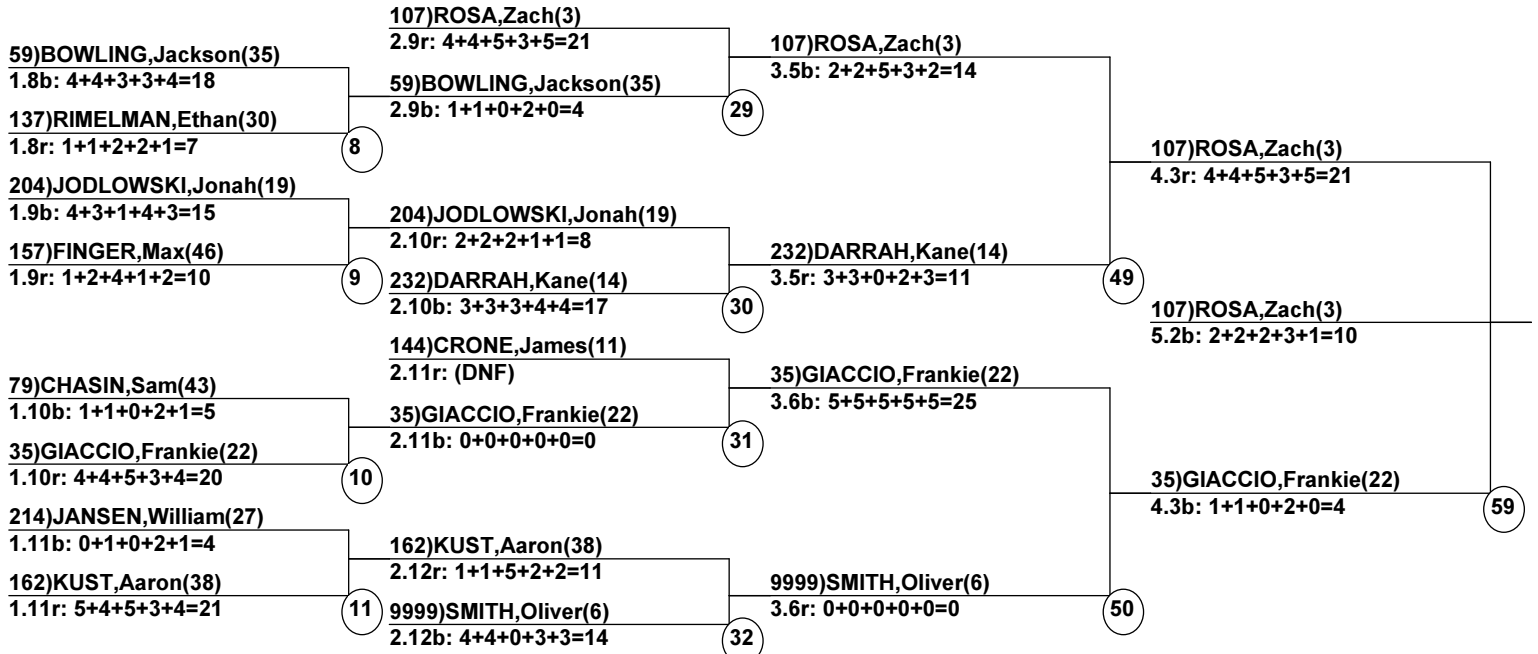 59)BOWLING,Jackson(35)
1.8b: 4+4+3+3+4=18
137)RIMELMAN,Ethan(30)
1.8r: 1+1+2+2+1=7
8
204)JODLOWSKI,Jonah(19)
1.9b: 4+3+1+4+3=15
157)FINGER,Max(46)
1.9r: 1+2+4+1+2=10
9
79)CHASIN,Sam(43)
1.10b: 1+1+0+2+1=5
35)GIACCIO,Frankie(22)
1.10r: 4+4+5+3+4=20
10
214)JANSEN,William(27)
1.11b: 0+1+0+2+1=4
162)KUST,Aaron(38)
1.11r: 5+4+5+3+4=21
11
107)ROSA,Zach(3)
2.9r: 4+4+5+3+5=21
59)BOWLING,Jackson(35)
2.9b: 1+1+0+2+0=4
29
204)JODLOWSKI,Jonah(19)
2.10r: 2+2+2+1+1=8
232)DARRAH,Kane(14)
2.10b: 3+3+3+4+4=17
30
144)CRONE,James(11)
2.11r: (DNF)
35)GIACCIO,Frankie(22)
2.11b: 0+0+0+0+0=0
31
162)KUST,Aaron(38)
2.12r: 1+1+5+2+2=11
9999)SMITH,Oliver(6)
2.12b: 4+4+0+3+3=14
32
107)ROSA,Zach(3)
3.5b: 2+2+5+3+2=14
232)DARRAH,Kane(14)
3.5r: 3+3+0+2+3=11
49
35)GIACCIO,Frankie(22)
3.6b: 5+5+5+5+5=25
9999)SMITH,Oliver(6)
3.6r: 0+0+0+0+0=0
50
107)ROSA,Zach(3)
4.3r: 4+4+5+3+5=21
35)GIACCIO,Frankie(22)
4.3b: 1+1+0+2+0=4
59
107)ROSA,Zach(3)
5.2b: 2+2+2+3+1=10